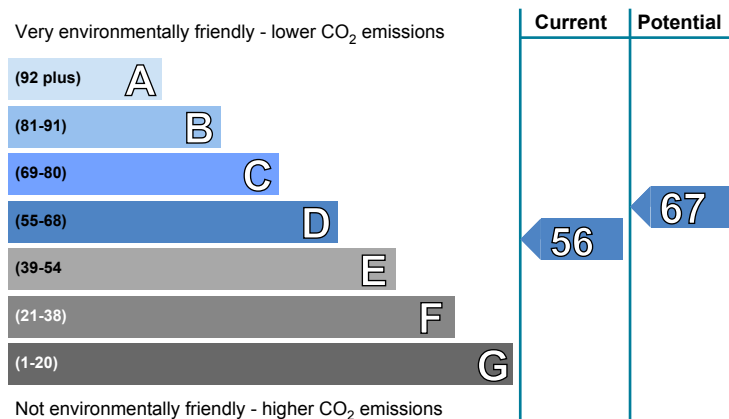 Current Potential
Very environmentally friendly - lower CO₂ emissions
(92 plus) A
(81-91) B
(69-80) C
(55-68) D
(39-54 E
(21-38) F
(1-20) G
56
67
Not environmentally friendly - higher CO₂ emissions